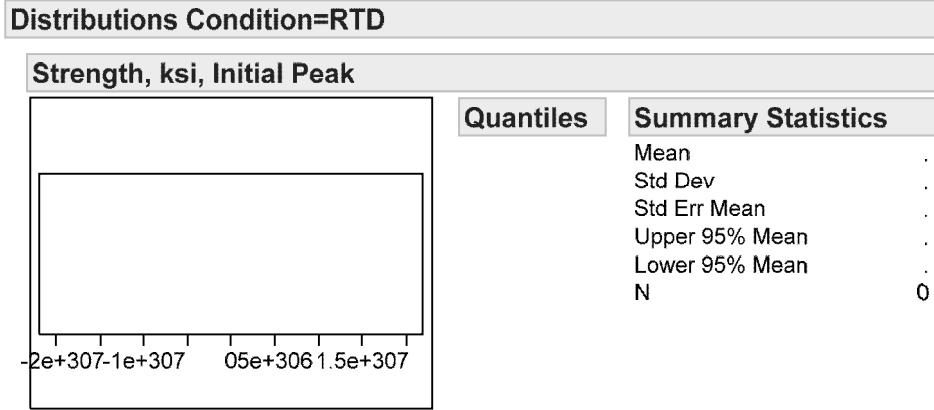 Distributions Condition=RTD
Strength, ksi, Initial Peak
-2e+307-1e+307 05e+306 1.5e+307
Quantiles
Summary Statistics
Mean .
Std Dev .
Std Err Mean .
Upper 95% Mean .
Lower 95% Mean .
N 0